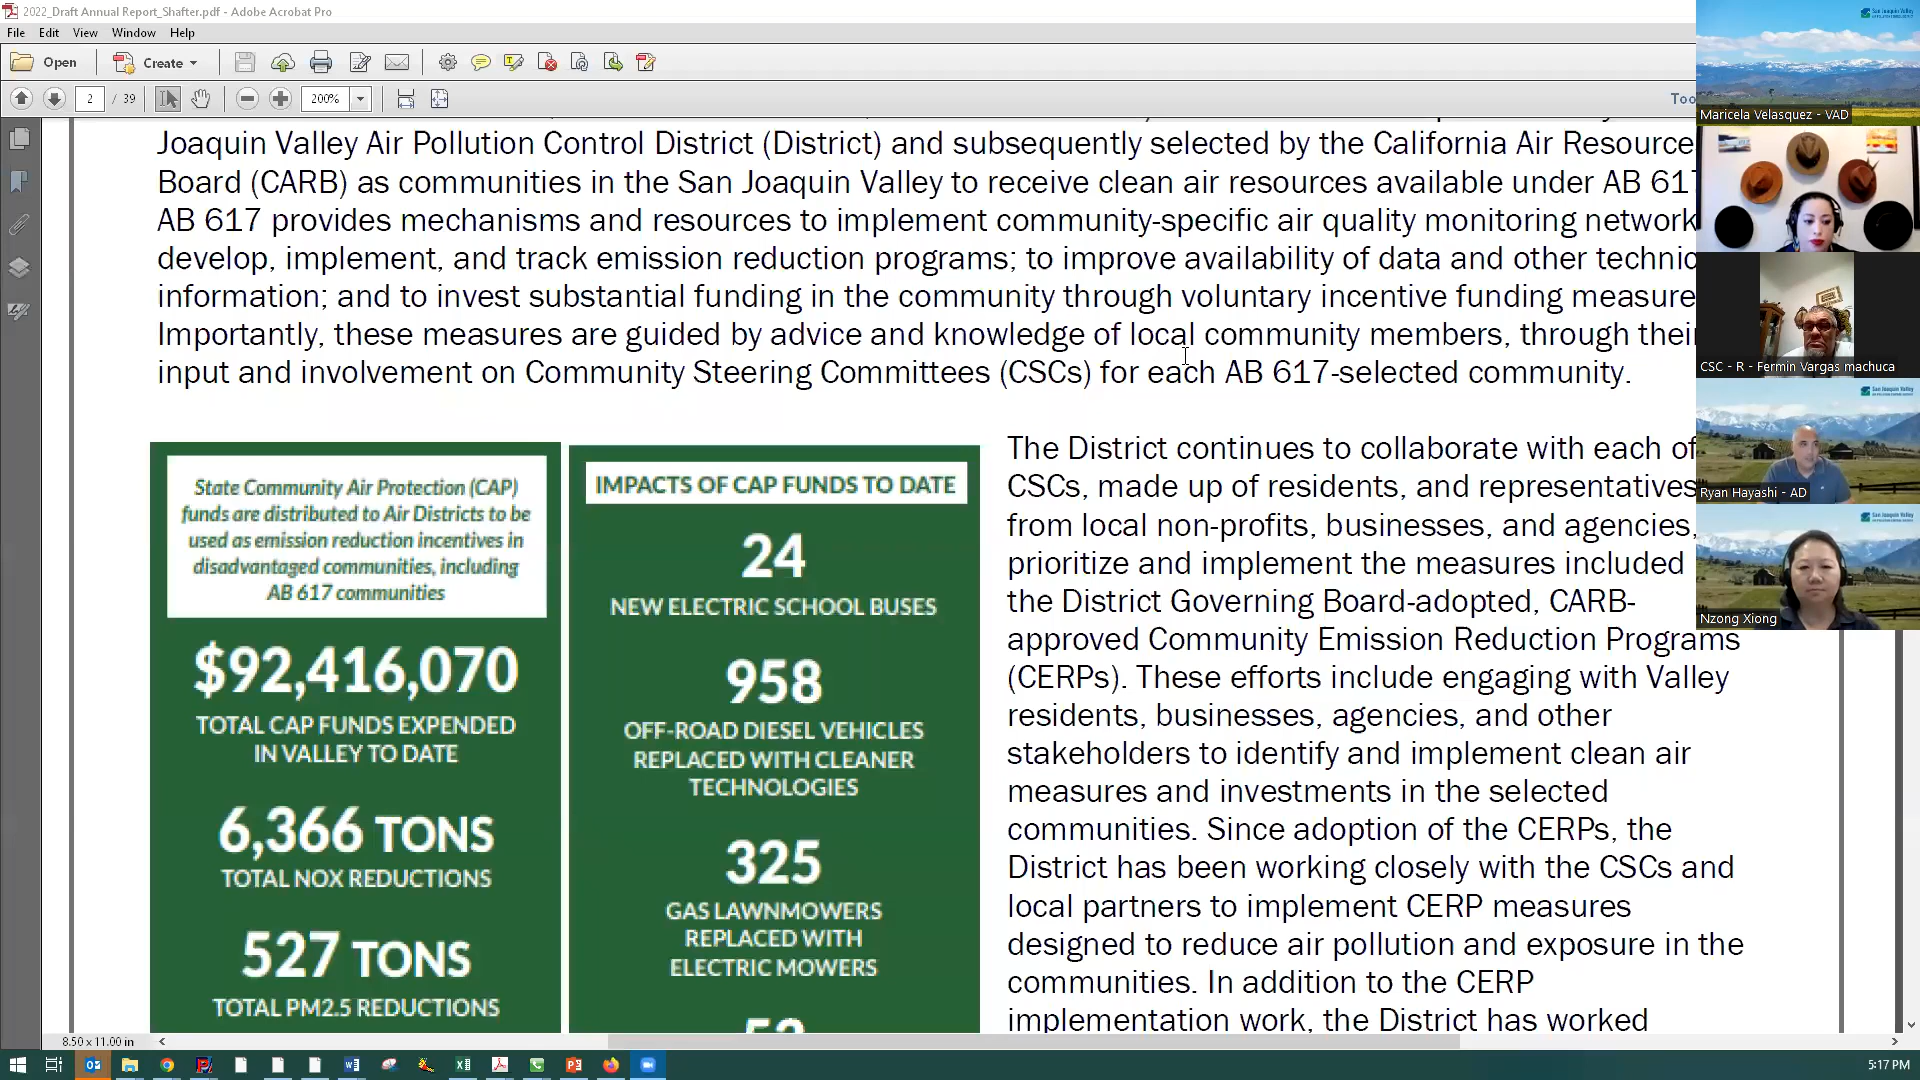 2022_Draft Annual Report_Shafter.pdf - Adobe Acrobat Pro
File Edit View Window Help
Open Create
2 / 39 200% Too
Joaquin Valley Air Pollution Control District (District) and subsequently selected by the California Air Resource
Board (CARB) as communities in the San Joaquin Valley to receive clean air resources available under AB 617
AB 617 provides mechanisms and resources to implement community-specific air quality monitoring network
develop, implement, and track emission reduction programs; to improve availability of data and other technic
information; and to invest substantial funding in the community through voluntary incentive funding measure
Importantly, these measures are guided by advice and knowledge of local community members, through their
input and involvement on Community Steering Committees (CSCs) for each AB 617-selected community.
State Community Air Protection (CAP)
funds are distributed to Air Districts to be
used as emission reduction incentives in
disadvantaged communities, including
AB 617 communities
$92,416,070
TOTAL CAP FUNDS EXPENDED
IN VALLEY TO DATE
6,366 TONS
TOTAL NOX REDUCTIONS
527 TONS
TOTAL PM2.5 REDUCTIONS
IMPACTS OF CAP FUNDS TO DATE
24
NEW ELECTRIC SCHOOL BUSES
958
OFF-ROAD DIESEL VEHICLES
REPLACED WITH CLEANER
TECHNOLOGIES
325
GAS LAWNMOWERS
REPLACED WITH
ELECTRIC MOWERS
The District continues to collaborate with each of
CSCs, made up of residents, and representatives
from local non-profits, businesses, and agencies,
prioritize and implement the measures included
the District Governing Board-adopted, CARB-
approved Community Emission Reduction Programs
(CERPs). These efforts include engaging with Valley
residents, businesses, agencies, and other
stakeholders to identify and implement clean air
measures and investments in the selected
communities. Since adoption of the CERPs, the
District has been working closely with the CSCs and
local partners to implement CERP measures
designed to reduce air pollution and exposure in the
communities. In addition to the CERP
implementation work, the District has worked
Maricela Velasquez - VAD
CSC - R - Fermin Vargas machuca
San Joaquin Valley
Ryan Hayashi - AD
San Joaquin Valley
Nzong Xiong
8.50 x 11.00 in
5:17 PM